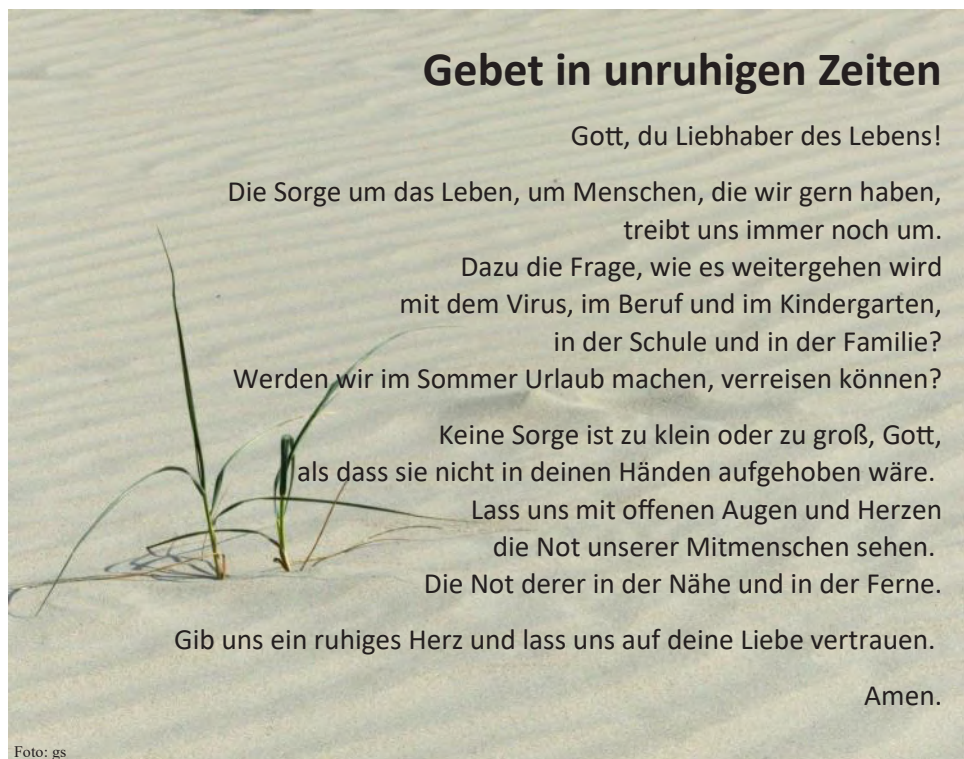 Gebet in unruhigen Zeiten
Gott, du Liebhaber des Lebens!
Die Sorge um das Leben, um Menschen, die wir gern haben,
treibt uns immer noch um.
Dazu die Frage, wie es weitergehen wird
mit dem Virus, im Beruf und im Kindergarten,
in der Schule und in der Familie?
Werden wir im Sommer Urlaub machen, verreisen können?
Keine Sorge ist zu klein oder zu groß, Gott,
als dass sie nicht in deinen Händen aufgehoben wäre.
Lass uns mit offenen Augen und Herzen
die Not unserer Mitmenschen sehen.
Die Not derer in der Nähe und in der Ferne.
Gib uns ein ruhiges Herz und lass uns auf deine Liebe vertrauen.
Amen.
Foto: gs